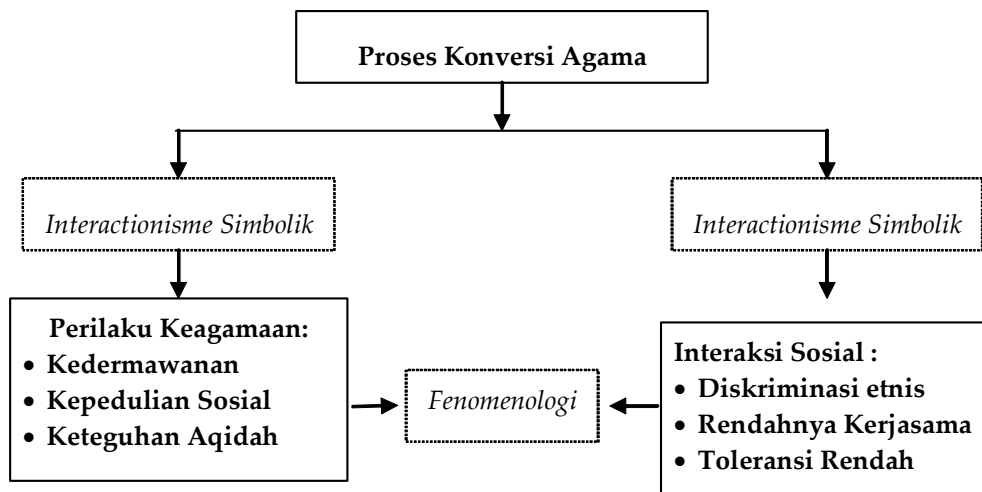 Proses Konversi Agama
Interactionisme Simbolik
Interactionisme Simbolik
Perilaku Keagamaan:
• Kedermawanan
• Kepedulian Sosial
• Keteguhan Aqidah
Fenomenologi
Interaksi Sosial :
• Diskriminasi etnis
• Rendahnya Kerjasama
• Toleransi Rendah